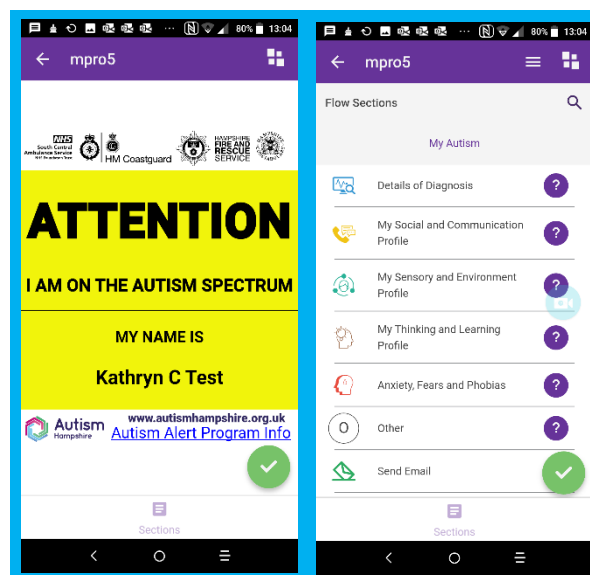 80% 13:04
mpro5
NHS
South Central
Ambulance Service
HM Coastguard
HAMPSHIRE
FIRE AND
RESCUE
SERVICE
ATTENTION
I AM ON THE AUTISM SPECTRUM
MY NAME IS
Kathryn C Test
Autism
Hampshire
www.autismhampshire.org.uk
Autism Alert Program Info
Sections
80% 13:04
mpro5
Flow Sections
My Autism
Details of Diagnosis
?
My Social and Communication
Profile
?
My Sensory and Environment
Profile
?
My Thinking and Learning
Profile
?
Anxiety, Fears and Phobias
?
O Other
?
Send Email
Sections